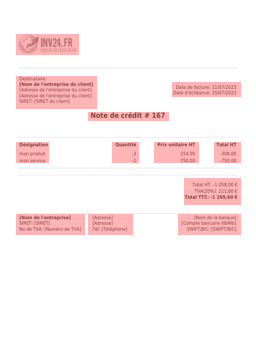 INV24.FR
Destinataire:
[Nom de l'entreprise du client]
[Adresse de l'entreprise du client]
[Adresse de l'entreprise du client]
SIRET: [SIRET du client]
Date de facture: 11/07/2023
Date d'échéance: 25/07/2023
Note de crédit # 167
Désignation Quantité Prix unitaire HT Total HT
mon produit -2 154,00 -308,00
mon service -1 750,00 -750,00
Total HT: -1 058,00 €
TVA(20%): 211,60 €
Total TTC: -1 269,60 €
[Nom de l'entreprise]
SIRET: [SIRET]
No de TVA: [Numéro de TVA]
[Adresse]
[Adresse]
Tél: [Téléphone]
[Nom de la banque]
[Compte bancaire (IBAN)]
SWIFT/BIC: [SWIFT/BIC]